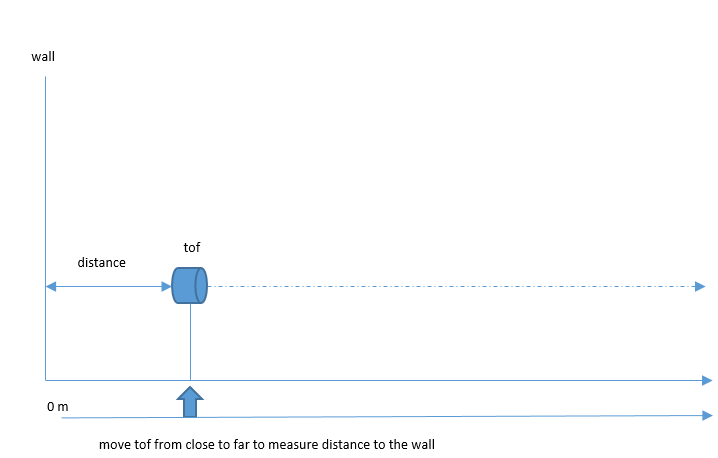 wall
tof
distance
0 m
move tof from close to far to measure distance to the wall